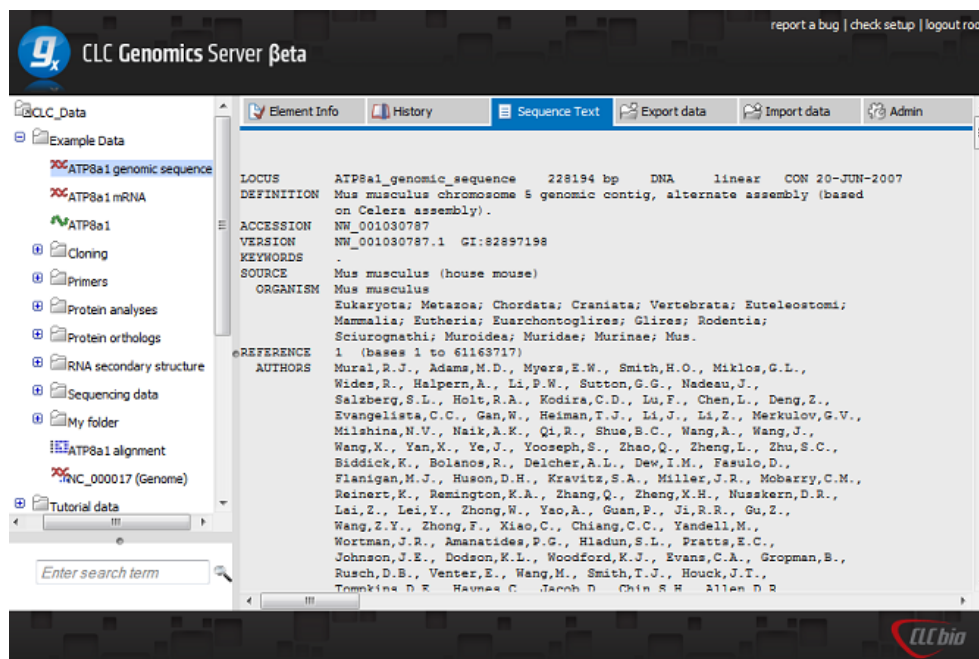 report a bug | check setup | logout roo
CLC Genomics Server βeta
CLC_Data
Example Data
ATP8a1 genomic sequence
ATP8a1 mRNA
ATP8a1
Cloning
Primers
Protein analyses
Protein orthologs
RNA secondary structure
Sequencing data
My folder
ATP8a1 alignment
NC_000017 (Genome)
Tutorial data
Enter search term
Element Info History Sequence Text Export data Import data Admin
LOCUS ATP8a1_genomic_sequence 228194 bp DNA linear CON 20-JUN-2007
DEFINITION Mus musculus chromosome 5 genomic contig, alternate assembly (based
on Celera assembly).
ACCESSION NW_001030787
VERSION NW_001030787.1 GI:82897198
KEYWORDS .
SOURCE Mus musculus (house mouse)
ORGANISM Mus musculus
Eukaryota; Metazoa; Chordata; Craniata; Vertebrata; Euteleostomi;
Mammalia; Eutheria; Euarchontoglires; Glires; Rodentia;
Sciurognathi; Muroidea; Muridae; Murinae; Mus.
REFERENCE 1 (bases 1 to 61163717)
AUTHORS Mural,R.J., Adams,M.D., Myers,E.W., Smith,H.O., Miklos,G.L.,
Wides,R., Halpern,A., Li,P.W., Sutton,G.G., Nadeau,J.,
Salzberg,S.L., Holt,R.A., Kodira,C.D., Lu,F., Chen,L., Deng,Z.,
Evangelista,C.C., Gan,W., Heiman,T.J., Li,J., Li,Z., Merkulov,G.V.,
Milshina,N.V., Naik,A.K., Qi,R., Shue,B.C., Wang,A., Wang,J.,
Wang,X., Yan,X., Ye,J., Yooseph,S., Zhao,Q., Zheng,L., Zhu,S.C.,
Biddick,K., Bolanos,R., Delcher,A.L., Dew,I.M., Fasulo,D.,
Flanigan,M.J., Huson,D.H., Kravitz,S.A., Miller,J.R., Mobarry,C.M.,
Reinert,K., Remington,K.A., Zhang,Q., Zheng,X.H., Nusskern,D.R.,
Lai,Z., Lei,Y., Zhong,W., Yao,A., Guan,P., Ji,R.R., Gu,Z.,
Wang,Z.Y., Zhong,F., Xiao,C., Chiang,C.C., Yandell,M.,
Wortman,J.R., Amanatides,P.G., Hladun,S.L., Pratts,E.C.,
Johnson,J.E., Dodson,K.L., Woodford,K.J., Evans,C.A., Gropman,B.,
Rusch,D.B., Venter,E., Wang,M., Smith,T.J., Houck,J.T.,
Tompkins,D.E., Haynes,C., Jacob,D., Chin,S.H., Allen,D.R.
CLC bio